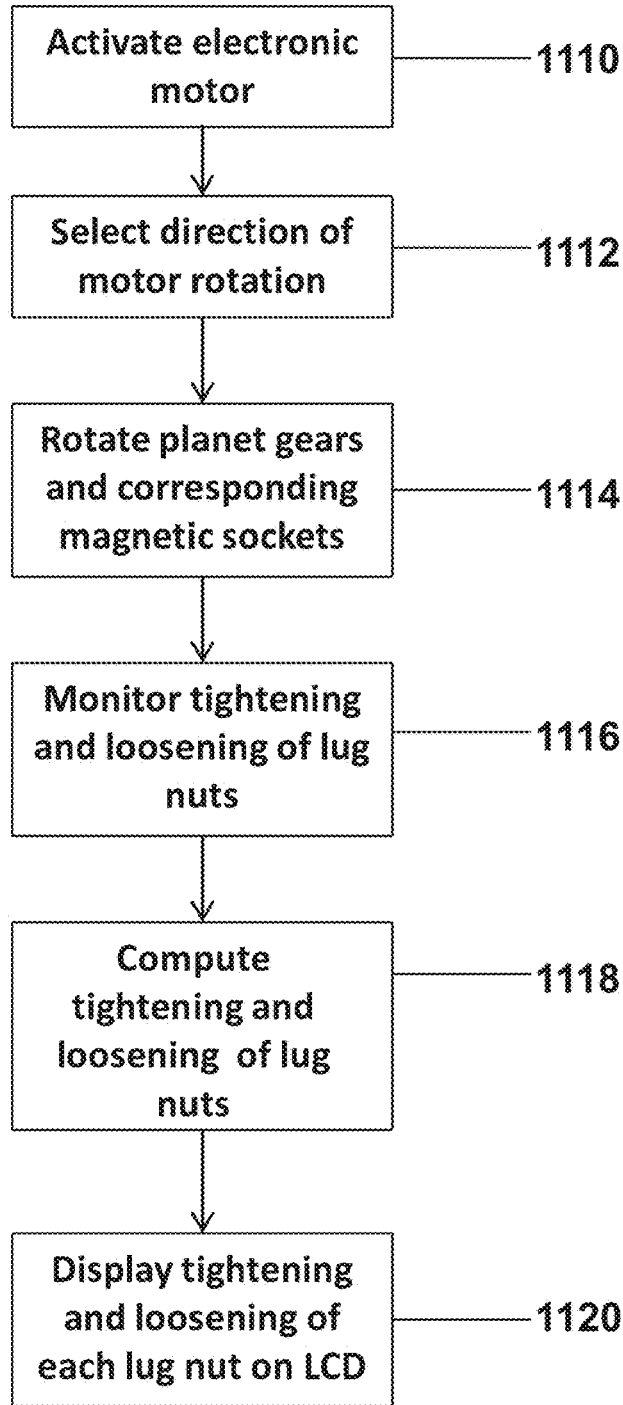 Activate electronic
motor
1110
Select direction of
motor rotation
1112
Rotate planet gears
and corresponding
magnetic sockets
1114
Monitor tightening
and loosening of lug
nuts
1116
Compute
tightening and
loosening of lug
nuts
1118
Display tightening
and loosening of
each lug nut on LCD
1120